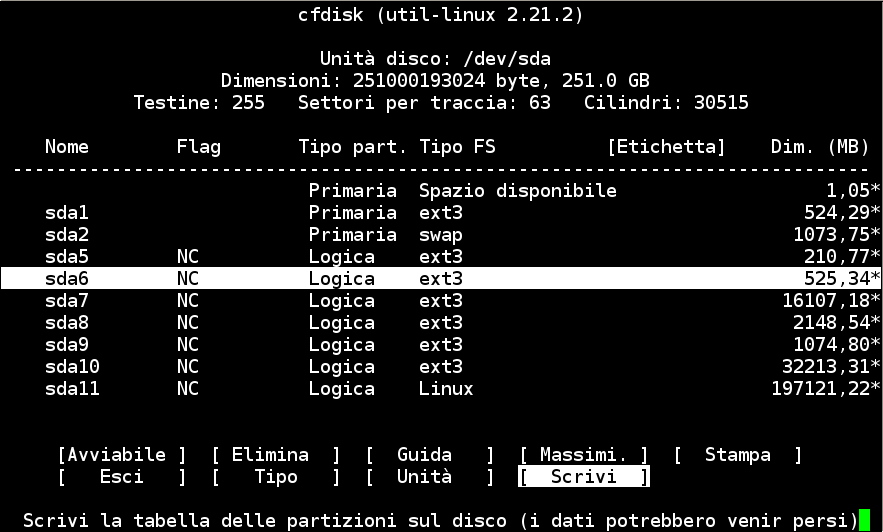 cfdisk (util-linux 2.21.2)
Unità disco: /dev/sda
Dimensioni: 251000193024 byte, 251.0 GB
Testine: 255   Settori per traccia: 63   Cilindri: 30515
Nome        Flag       Tipo part. Tipo FS          [Etichetta]    Dim. (MB)
------------------------------------------------------------------------------
Primaria  Spazio disponibile                   1,05*
sda1                    Primaria  ext3                               524,29*
sda2                    Primaria  swap                              1073,75*
sda5        NC          Logica    ext3                               210,77*
sda6        NC          Logica    ext3                               525,34*
sda7        NC          Logica    ext3                             16107,18*
sda8        NC          Logica    ext3                              2148,54*
sda9        NC          Logica    ext3                              1074,80*
sda10       NC          Logica    ext3                             32213,31*
sda11       NC          Logica    Linux                           197121,22*
[Avviabile ]  [ Elimina  ]  [  Guida   ]  [ Massimi. ]  [  Stampa  ]
[   Esci   ]  [   Tipo   ]  [  Unità   ]  [  Scrivi  ]
Scrivi la tabella delle partizioni sul disco (i dati potrebbero venir persi)